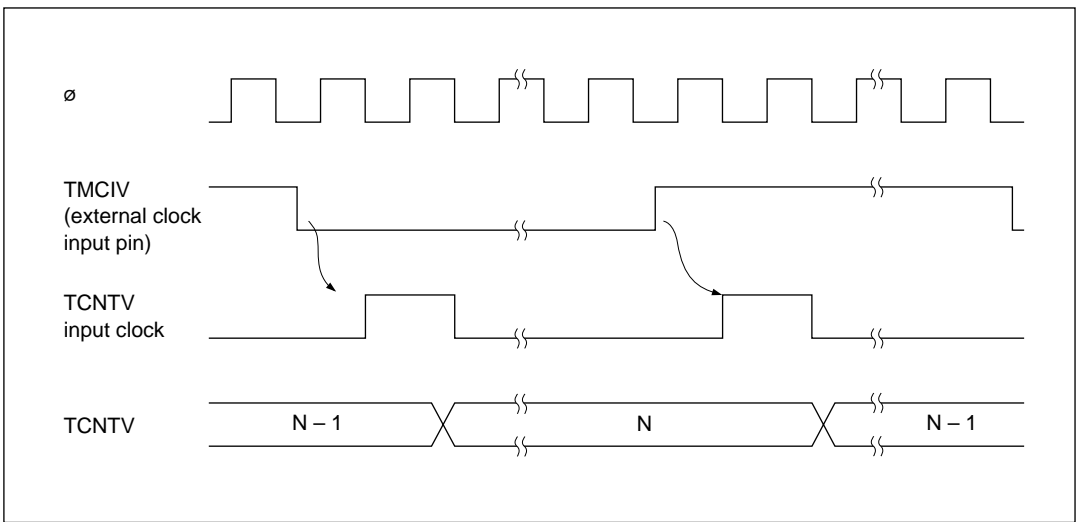 ø
TMCIV
(external clock
input pin)
TCNTV
input clock
TCNTV
N – 1
N
N – 1